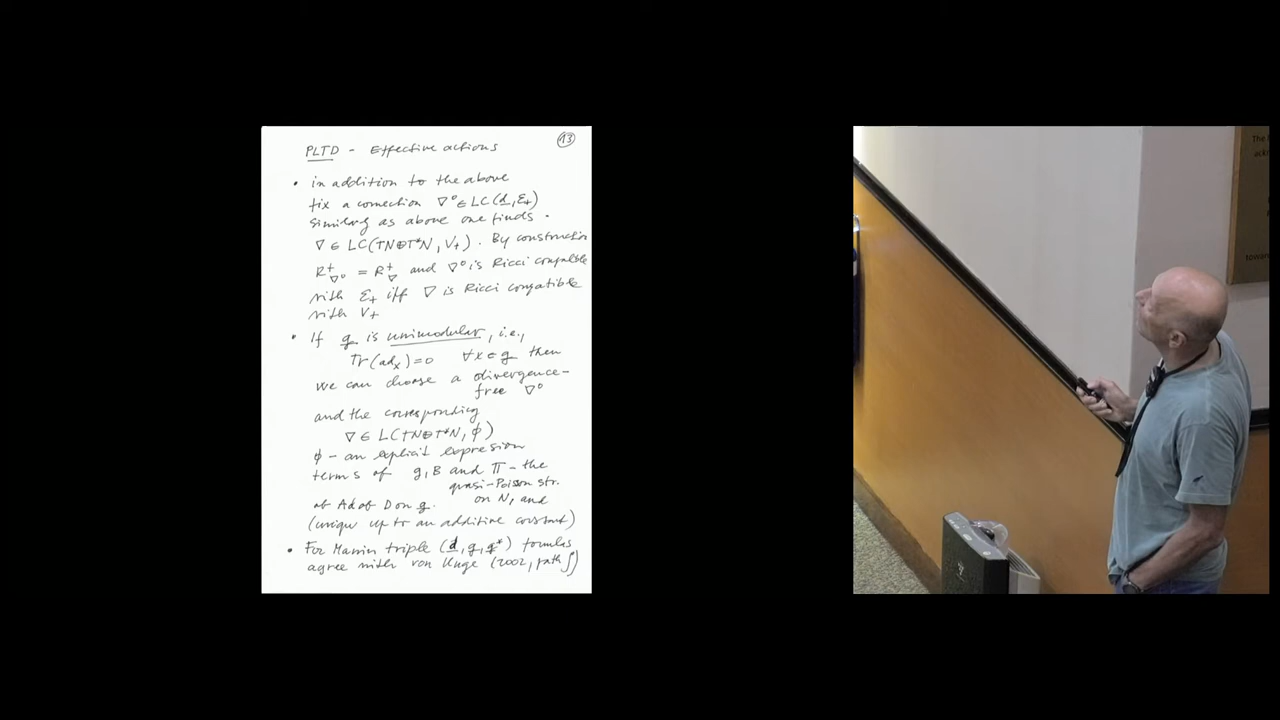 13
PLTD - Effective actions
• in addition to the above
fix a connection ∇⁰ ∈ LC(d, ε₊)
similarly as above one finds.
∇ ∈ LC(TN⊕T*N, V₊). By construction
R⁺_∇⁰ = R⁺_∇ and ∇⁰ is Ricci compatible
with ε₊ iff ∇ is Ricci compatible
with V₊
• If g is unimodular, i.e.,
Tr(ad_x)=0 ∀x∈g then
we can choose a divergence-
free ∇⁰
and the corresponding
∇ ∈ LC(TN⊕T*N, ϕ)
ϕ - an explicit expresion
terms of g, B and Π - the
quasi-Poisson str.
on N, and
of Ad of D on g.
(unique up to an additive constant)
• For Manin triple (d, g, g*) formulas
agree with von Unge (2002, path ∫)
The
ack
towar